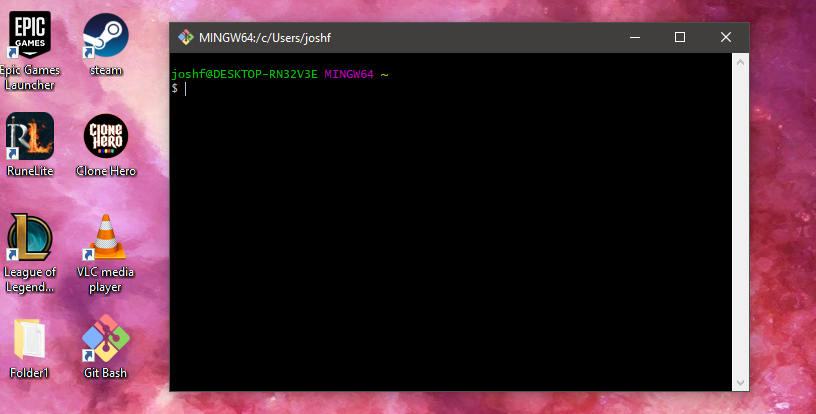 EPIC
GAMES
Epic Games
Launcher
steam
RuneLite
CLONE
HERO
Clone Hero
League of
Legend...
VLC media
player
Folder1
Git Bash
MINGW64:/c/Users/joshf
joshf@DESKTOP-RN32V3E MINGW64 ~
$